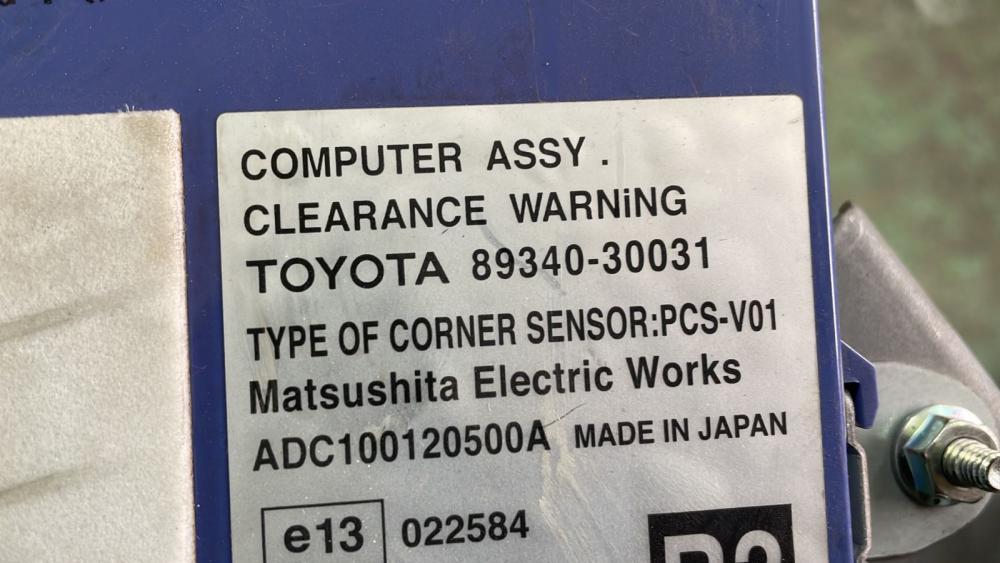 COMPUTER ASSY.
CLEARANCE WARNiNG
TOYOTA 89340-30031
TYPE OF CORNER SENSOR:PCS-V01
Matsushita Electric Works
ADC100120500A MADE IN JAPAN
e13 022584